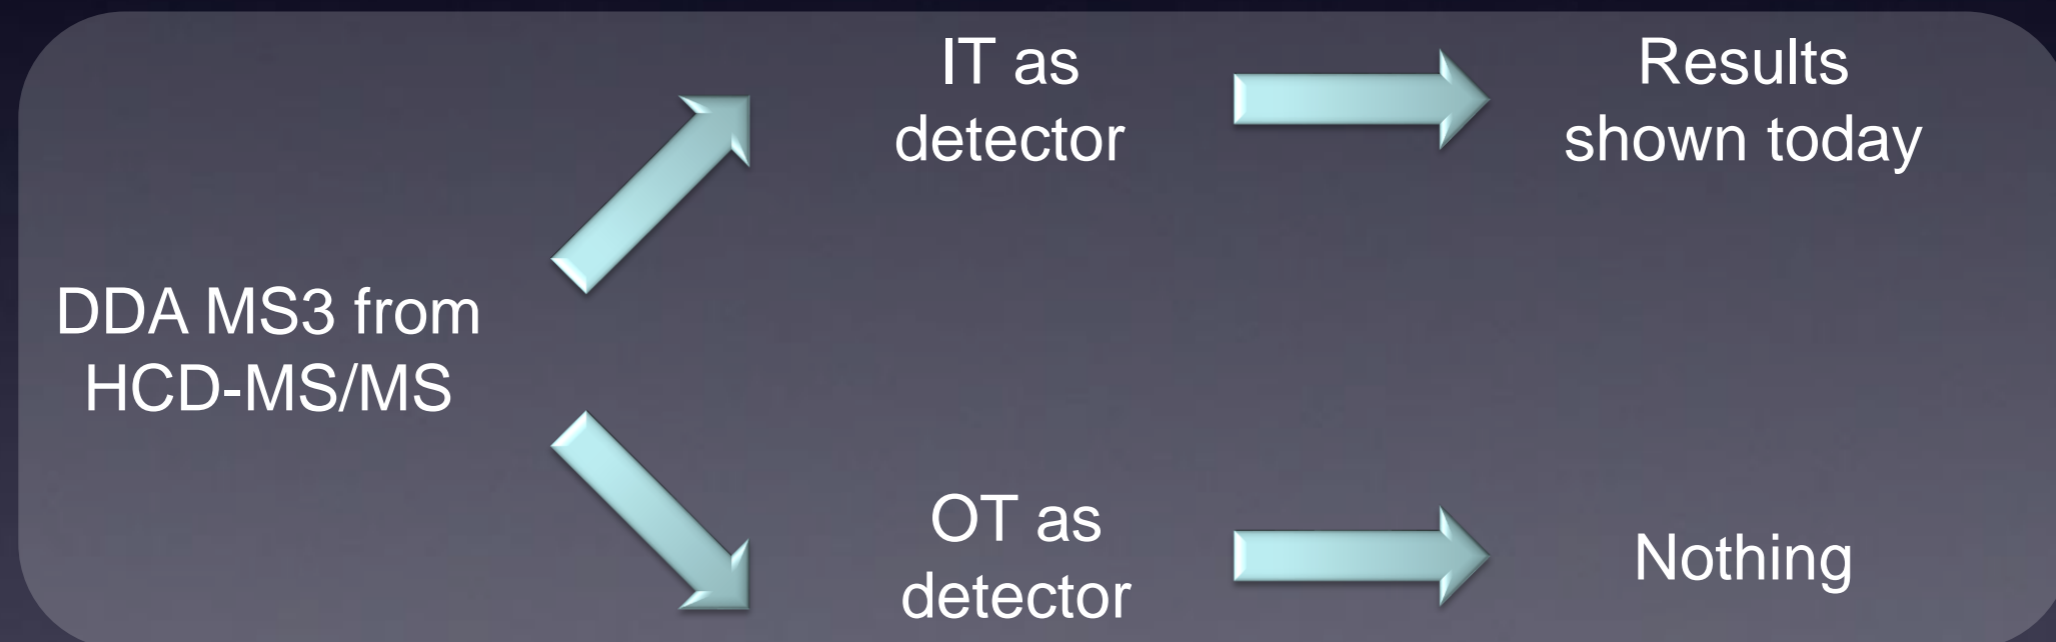 IT as
detector
Results
shown today
DDA MS3 from
HCD-MS/MS
OT as
detector
Nothing